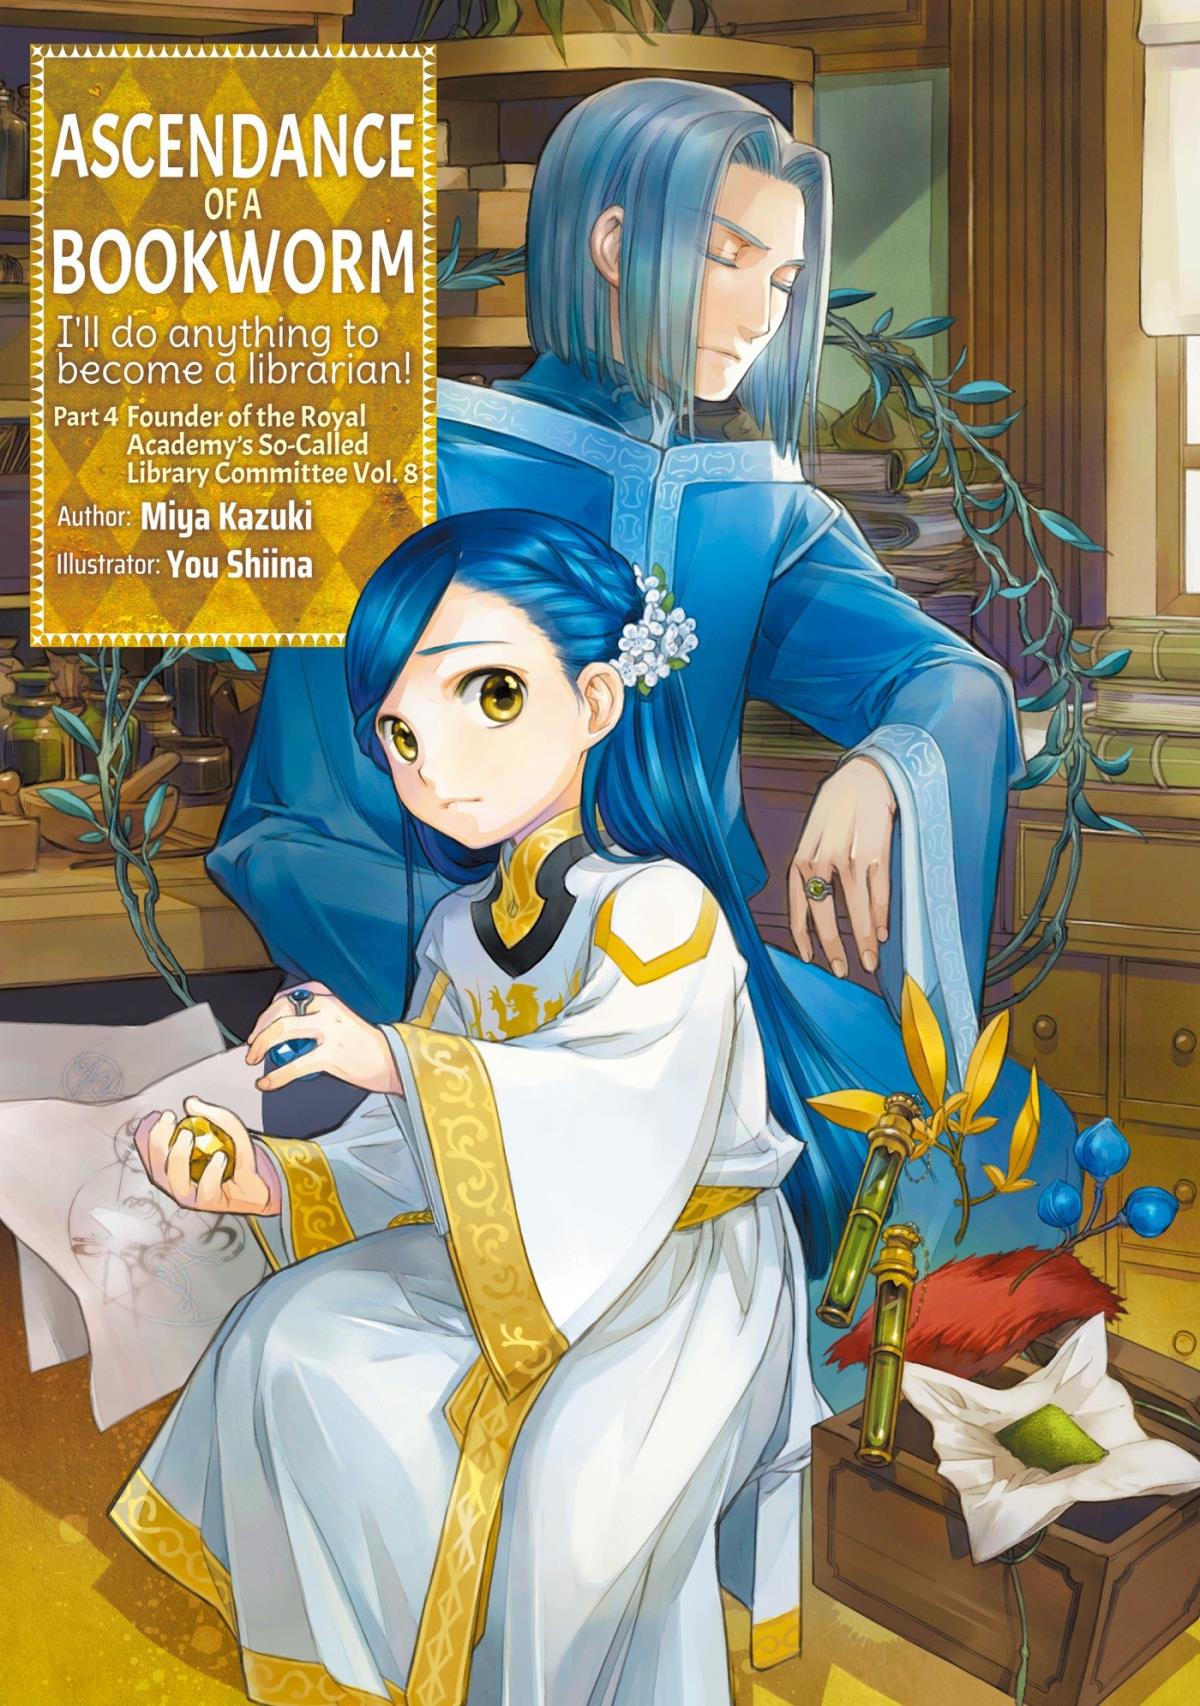 ASCENDANCE
OF A
BOOKWORM
I'll do anything to
become a librarian!
Part 4 Founder of the Royal
Academy's So-Called
Library Committee Vol. 8
Author: Miya Kazuki
Illustrator: You Shiina